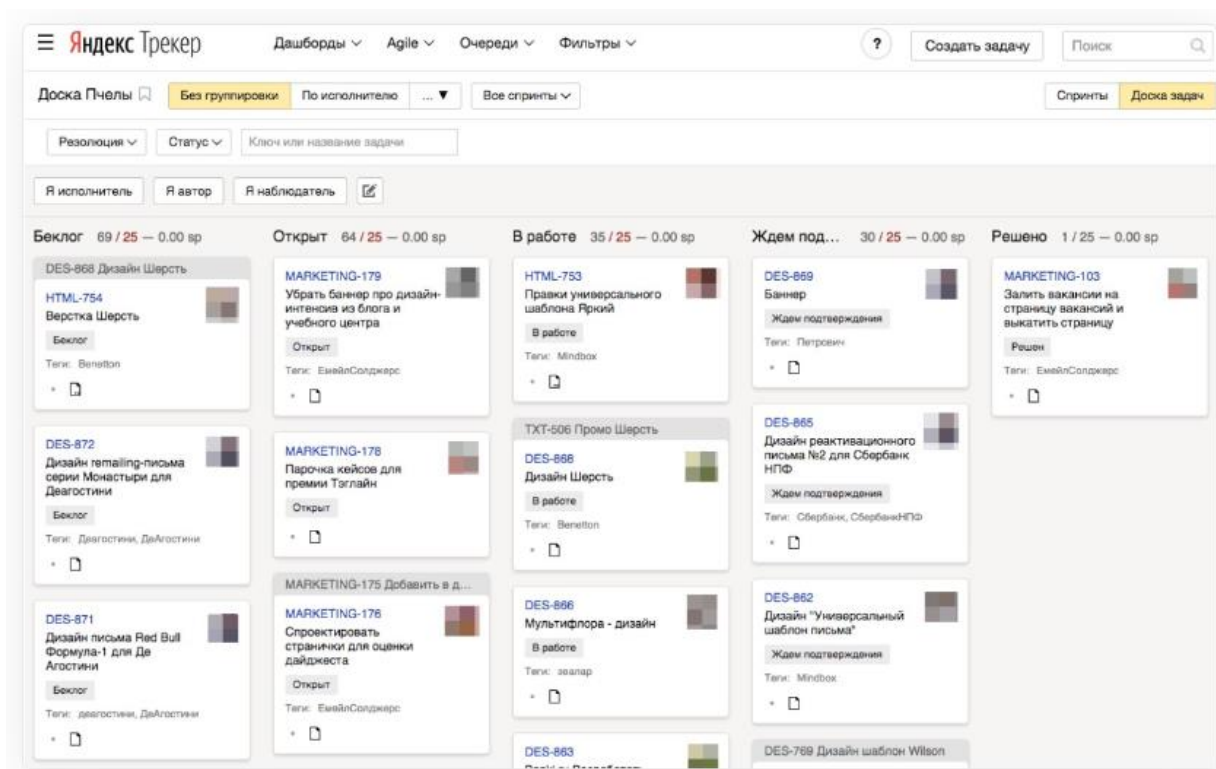 Яндекс Трекер
Дашборды
Agile
Очереди
Фильтры
?
Создать задачу
Поиск
Доска Пчелы
Без группировки
По исполнителю
... ▼
Все спринты
Спринты
Доска задач
Резолюция
Статус
Ключ или название задачи
Я исполнитель
Я автор
Я наблюдатель
Беклог 69 / 25 — 0.00 sp
DES-868 Дизайн Шерсть
HTML-754
Верстка Шерсть
Беклог
Теги: Benetton
DES-872
Дизайн remailing-письма
серии Монастыри для
Деагостини
Беклог
Теги: Деагостини, ДеАгостини
DES-871
Дизайн письма Red Bull
Формула-1 для Де
Агостини
Беклог
Теги: деагостини, ДеАгостини
Открыт 64 / 25 — 0.00 sp
MARKETING-179
Убрать баннер про дизайн-
интенсив из блога и
учебного центра
Открыт
Теги: ЕмейлСолджерс
MARKETING-178
Парочка кейсов для
премии Тэглайн
Открыт
MARKETING-175 Добавить в д...
MARKETING-176
Спроектировать
странички для оценки
дайджеста
Открыт
Теги: ЕмейлСолджерс
В работе 35 / 25 — 0.00 sp
HTML-753
Правки универсального
шаблона Яркий
В работе
Теги: Mindbox
TXT-506 Промо Шерсть
DES-868
Дизайн Шерсть
В работе
Теги: Benetton
DES-866
Мультифлора - дизайн
В работе
Теги: эвалар
DES-863
Ждем под... 30 / 25 — 0.00 sp
DES-869
Баннер
Ждем подтверждения
Теги: Петрович
DES-865
Дизайн реактивационного
письма №2 для Сбербанк
НПФ
Ждем подтверждения
Теги: Сбербанк, СбербанкНПФ
DES-862
Дизайн "Универсальный
шаблон письма"
Ждем подтверждения
Теги: Mindbox
DES-769 Дизайн шаблон Wilson
Решено 1 / 25 — 0.00 sp
MARKETING-103
Залить вакансии на
страницу вакансий и
выкатить страницу
Решен
Теги: ЕмейлСолджерс